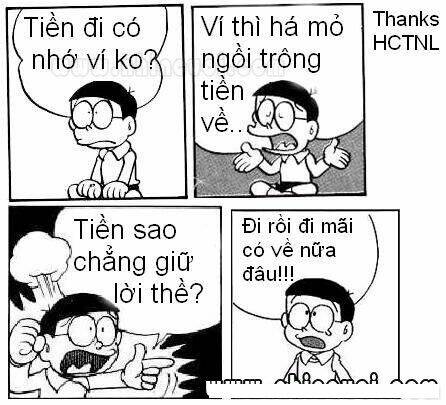 Tiền đi có
nhớ ví ko?
Ví thì há mỏ
ngồi trông
tiền
về..
Thanks
HCTNL
Tiền sao
chẳng giữ
lời thề?
Đi rồi đi mãi
có về nữa
đâu!!!